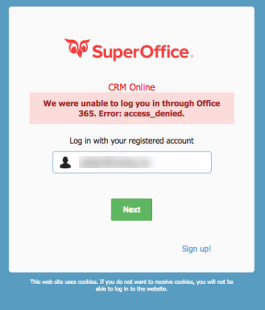 SuperOffice.
CRM Online
We were unable to log you in through Office
365. Error: access_denied.
Log in with your registered account
Next
Sign up!
This web site uses cookies. If you do not want to receive cookies, you will not be
able to log in to the website.